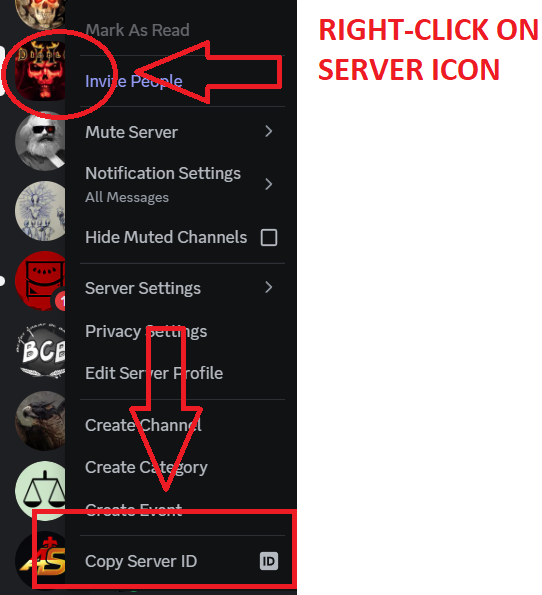 RIGHT-CLICK ON
SERVER ICON
Mark As Read
Invite People
Mute Server
Notification Settings
All Messages
Hide Muted Channels
Server Settings
Privacy Settings
Edit Server Profile
Create Channel
Create Category
Create Event
Copy Server ID
ID
Diablo
1
BCB
AS